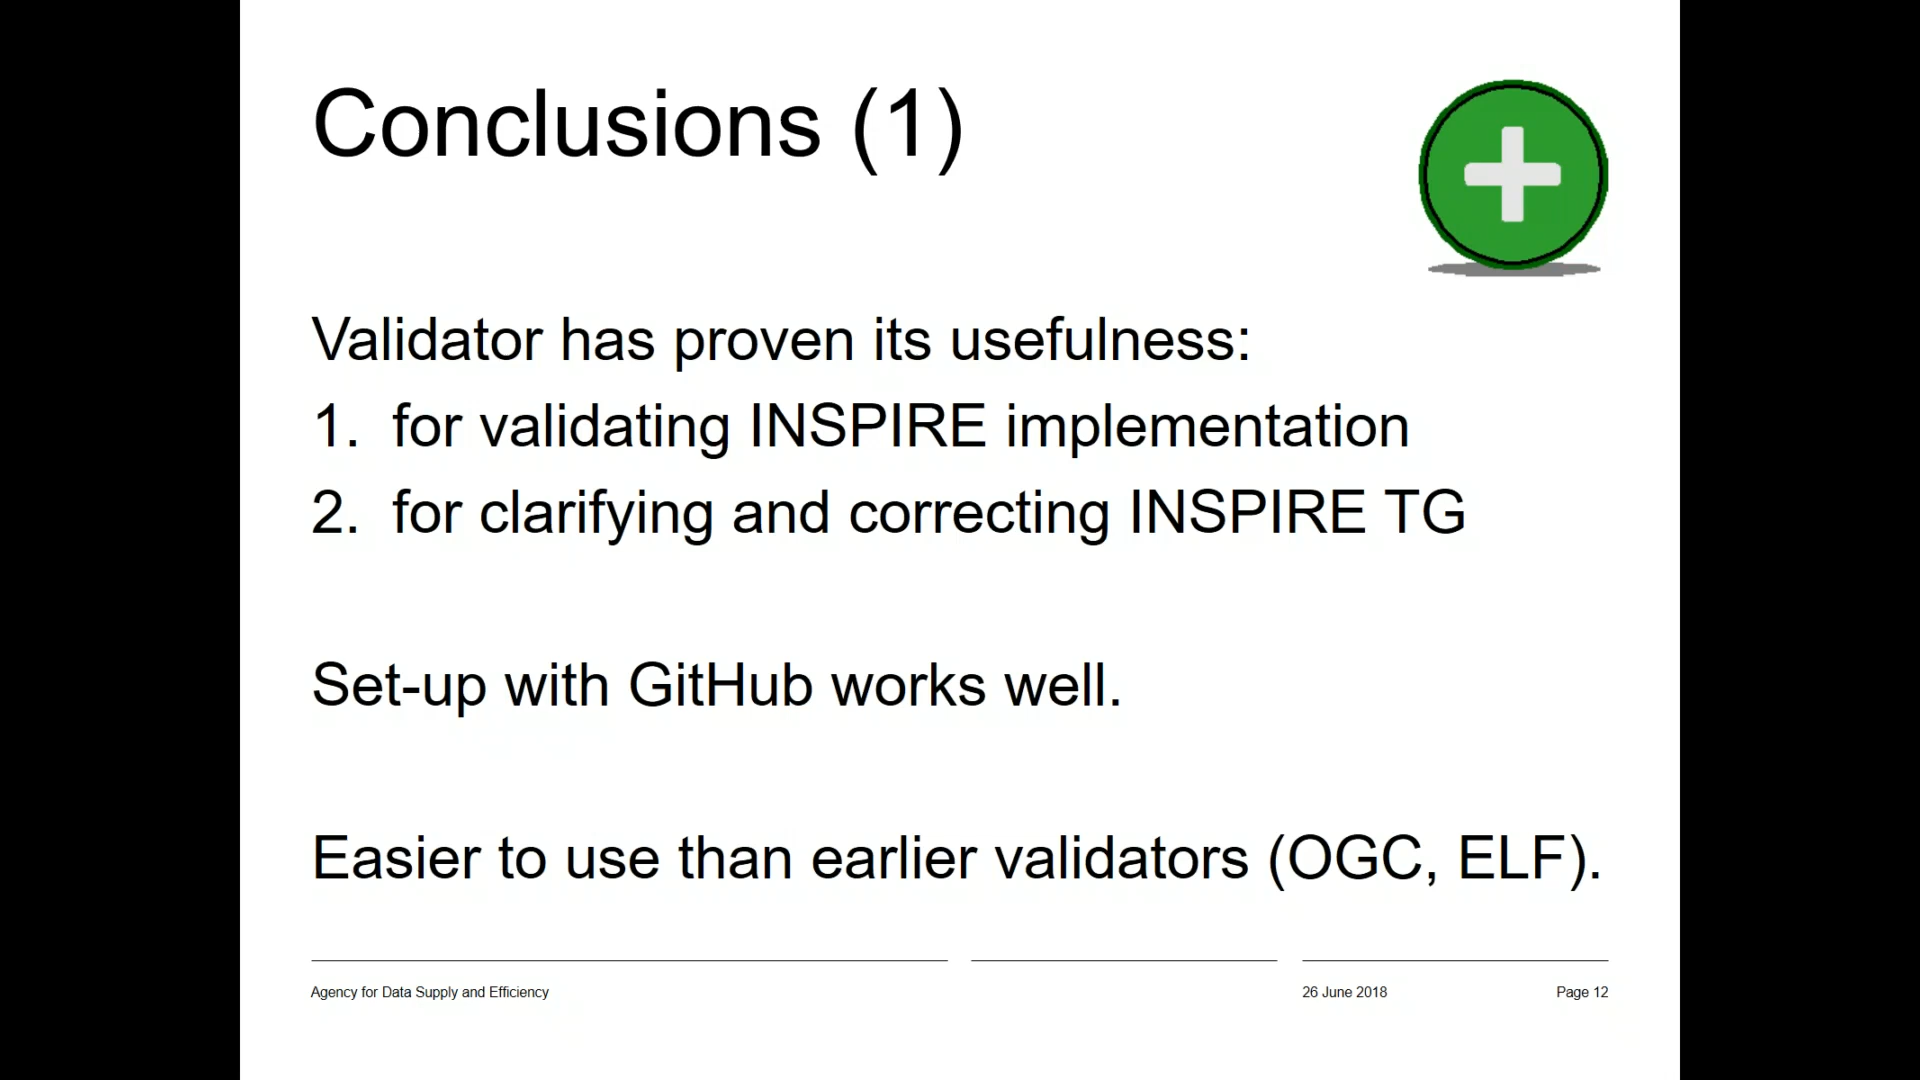 Conclusions (1)
Validator has proven its usefulness:
1. for validating INSPIRE implementation
2. for clarifying and correcting INSPIRE TG
Set-up with GitHub works well.
Easier to use than earlier validators (OGC, ELF).
Agency for Data Supply and Efficiency
26 June 2018
Page 12